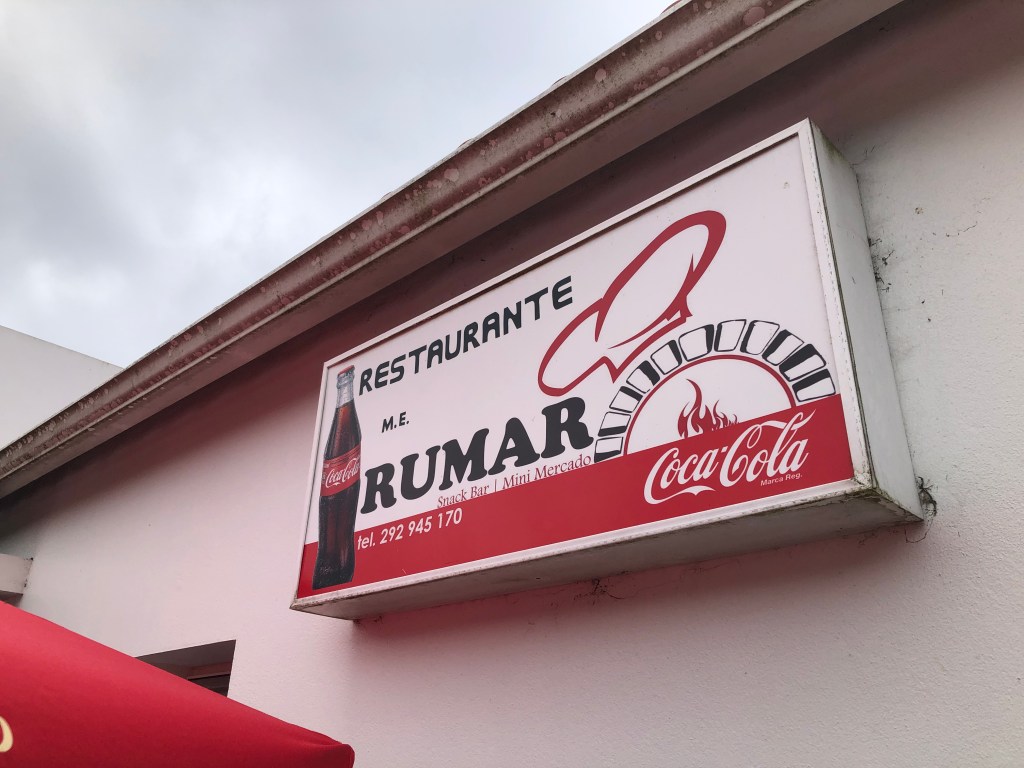 RESTAURANTE
M.E.
RUMAR
Snack Bar | Mini Mercado
tel. 292 945 170
Coca-Cola
Coca-Cola
Marca Reg.